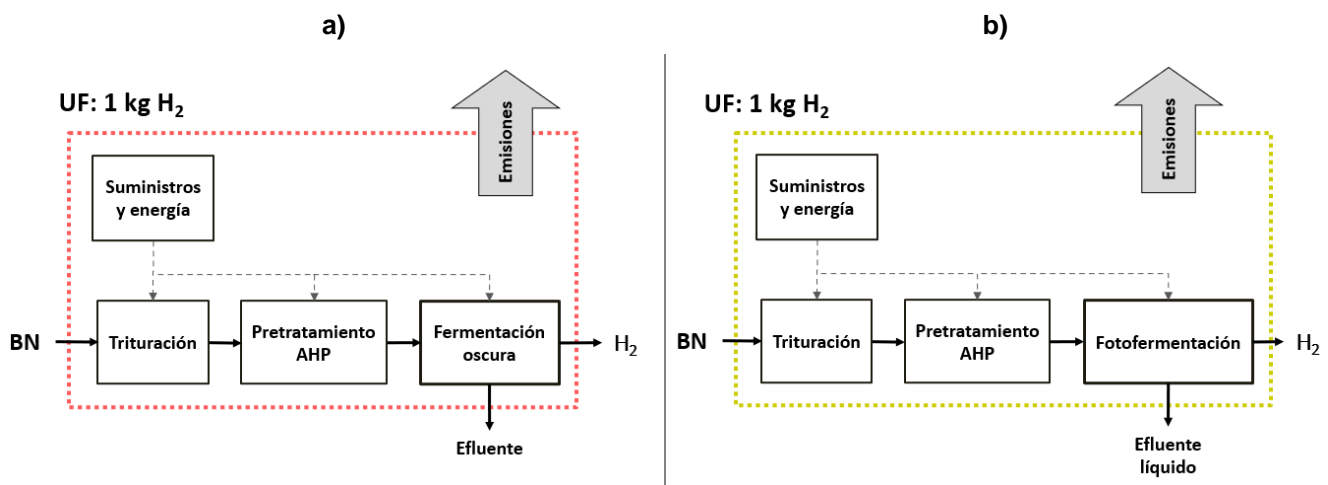 a)
UF: 1 kg H₂
Emisiones
Suministros
y energía
BN
Trituración
Pretratamiento
AHP
Fermentación
oscura
H₂
Efluente
b)
UF: 1 kg H₂
Emisiones
Suministros
y energía
BN
Trituración
Pretratamiento
AHP
Fotofermentación
H₂
Efluente
líquido